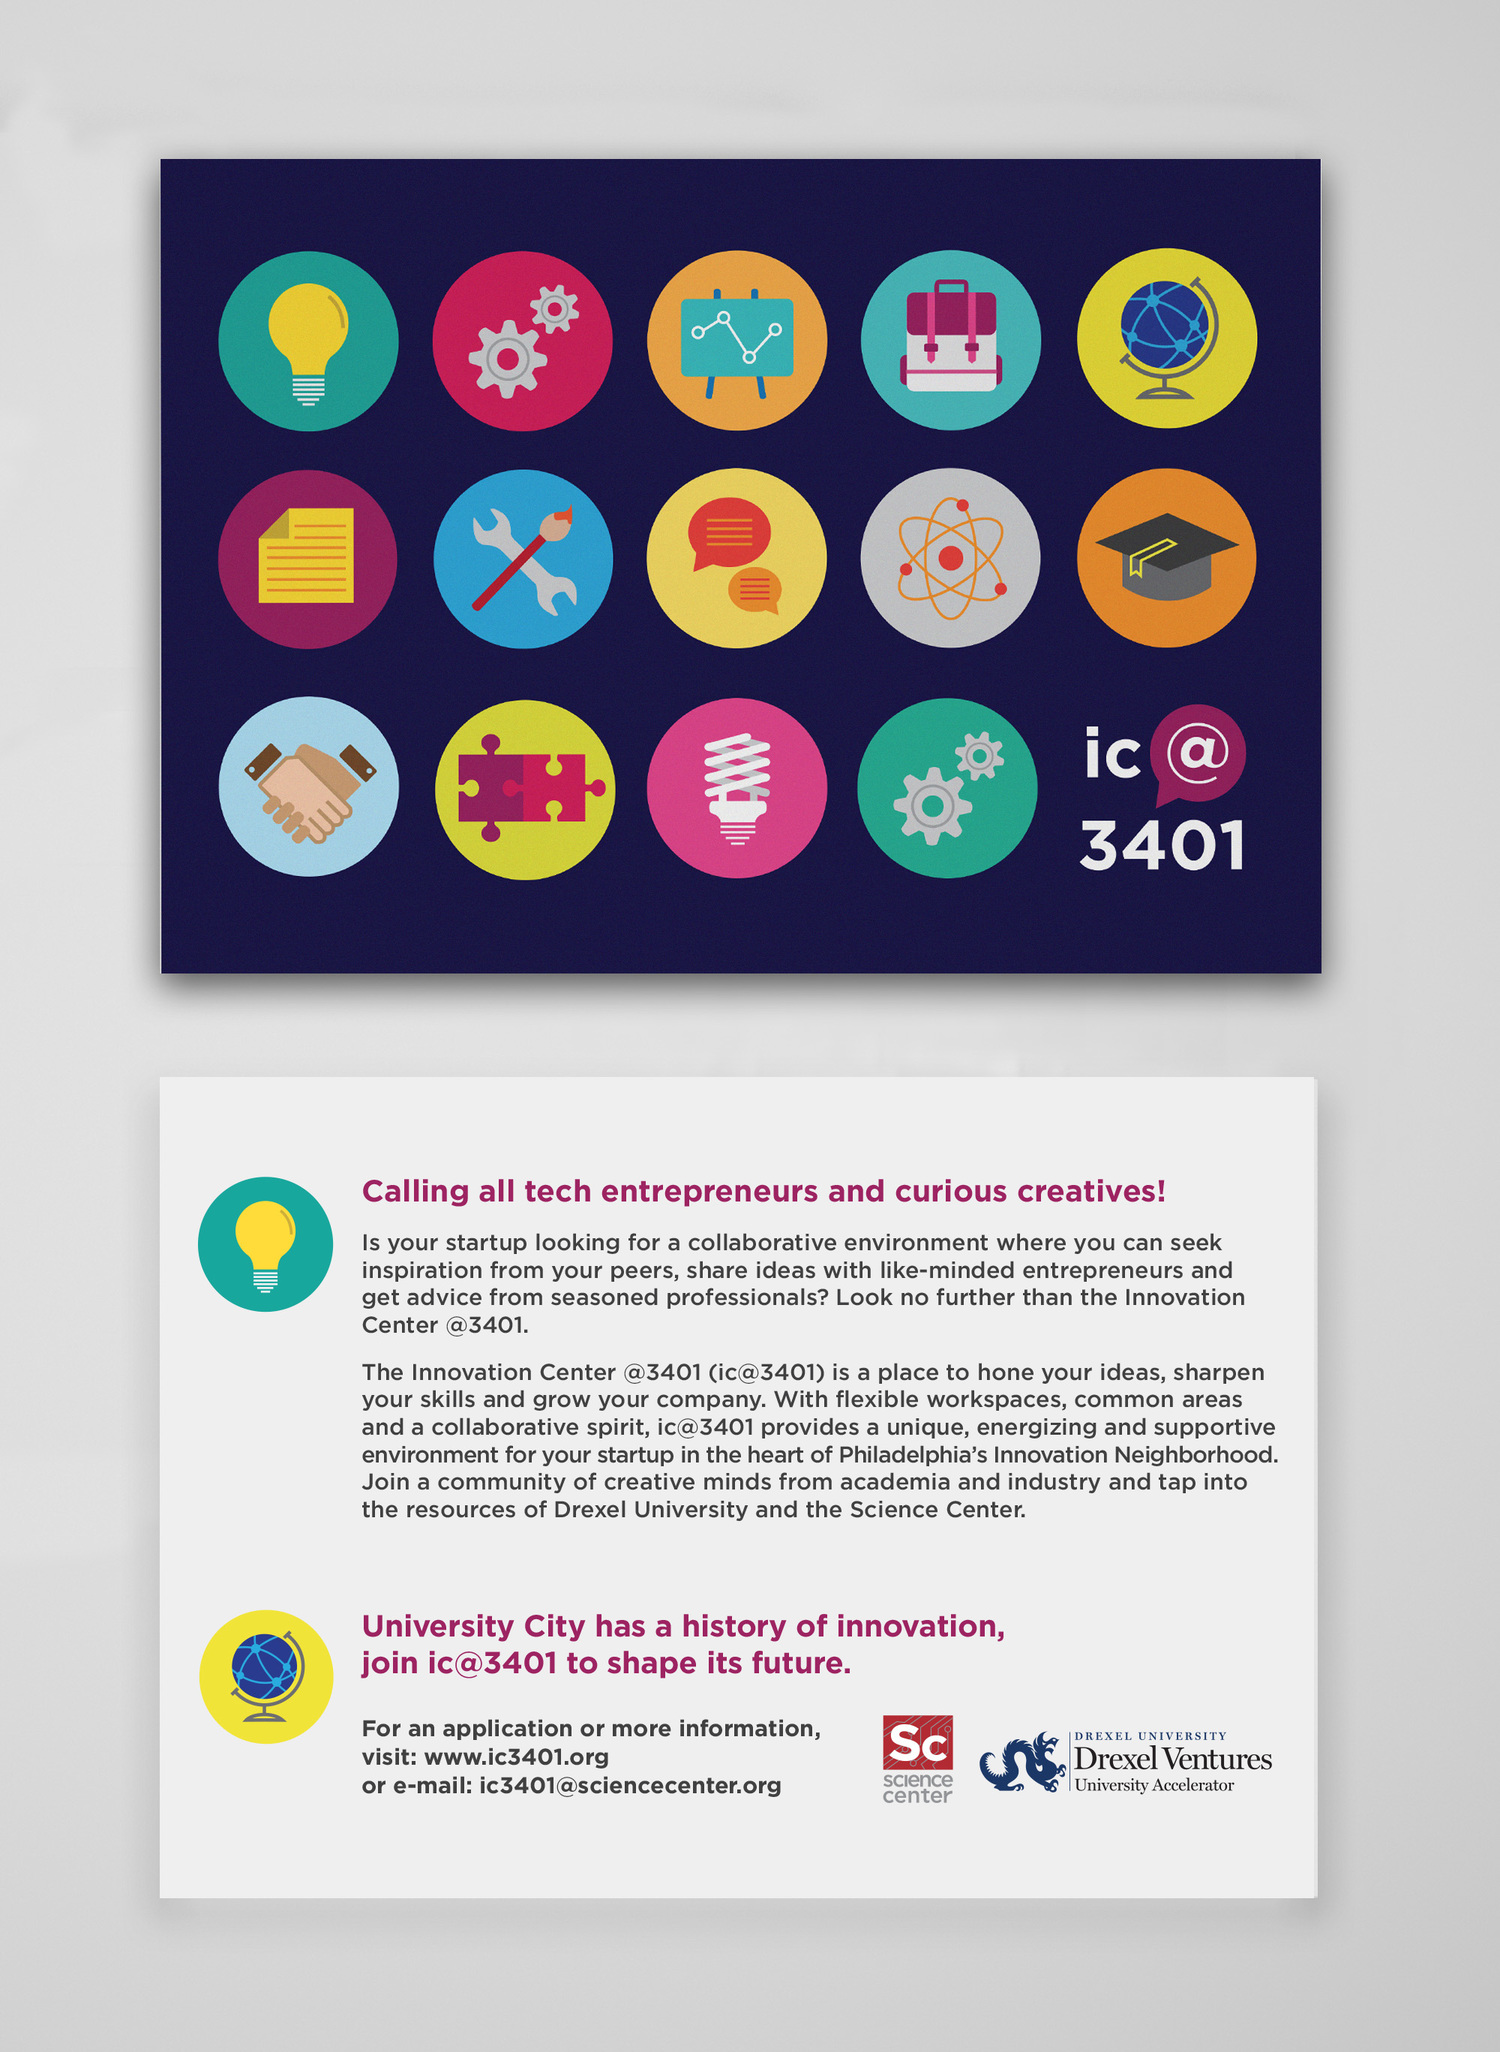 ic@
3401
Calling all tech entrepreneurs and curious creatives!
Is your startup looking for a collaborative environment where you can seek
inspiration from your peers, share ideas with like-minded entrepreneurs and
get advice from seasoned professionals? Look no further than the Innovation
Center @3401.
The Innovation Center @3401 (ic@3401) is a place to hone your ideas, sharpen
your skills and grow your company. With flexible workspaces, common areas
and a collaborative spirit, ic@3401 provides a unique, energizing and supportive
environment for your startup in the heart of Philadelphia’s Innovation Neighborhood.
Join a community of creative minds from academia and industry and tap into
the resources of Drexel University and the Science Center.
University City has a history of innovation,
join ic@3401 to shape its future.
For an application or more information,
visit: www.ic3401.org
or e-mail: ic3401@sciencecenter.org
Sc
science
center
DREXEL UNIVERSITY
Drexel Ventures
University Accelerator